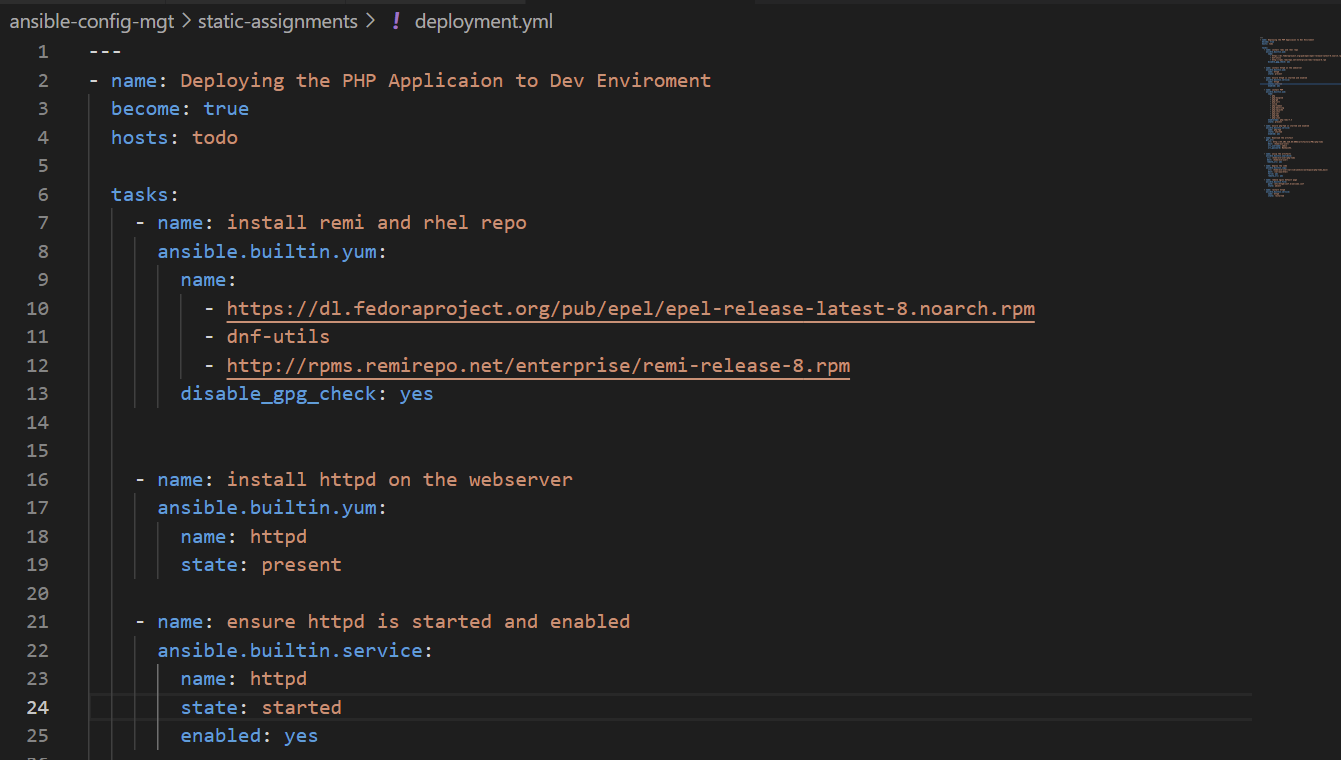 ansible-config-mgt > static-assignments > ! deployment.yml
1 ---
2 - name: Deploying the PHP Applicaion to Dev Enviroment
3 become: true
4 hosts: todo
5
6 tasks:
7 - name: install remi and rhel repo
8 ansible.builtin.yum:
9 name:
10 - https://dl.fedoraproject.org/pub/epel/epel-release-latest-8.noarch.rpm
11 - dnf-utils
12 - http://rpms.remirepo.net/enterprise/remi-release-8.rpm
13 disable_gpg_check: yes
14
15
16 - name: install httpd on the webserver
17 ansible.builtin.yum:
18 name: httpd
19 state: present
20
21 - name: ensure httpd is started and enabled
22 ansible.builtin.service:
23 name: httpd
24 state: started
25 enabled: yes